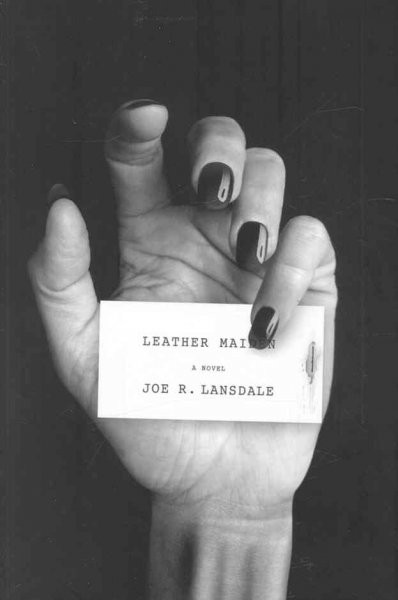 LEATHER MAIDEN
A NOVEL
JOE R. LANSDALE